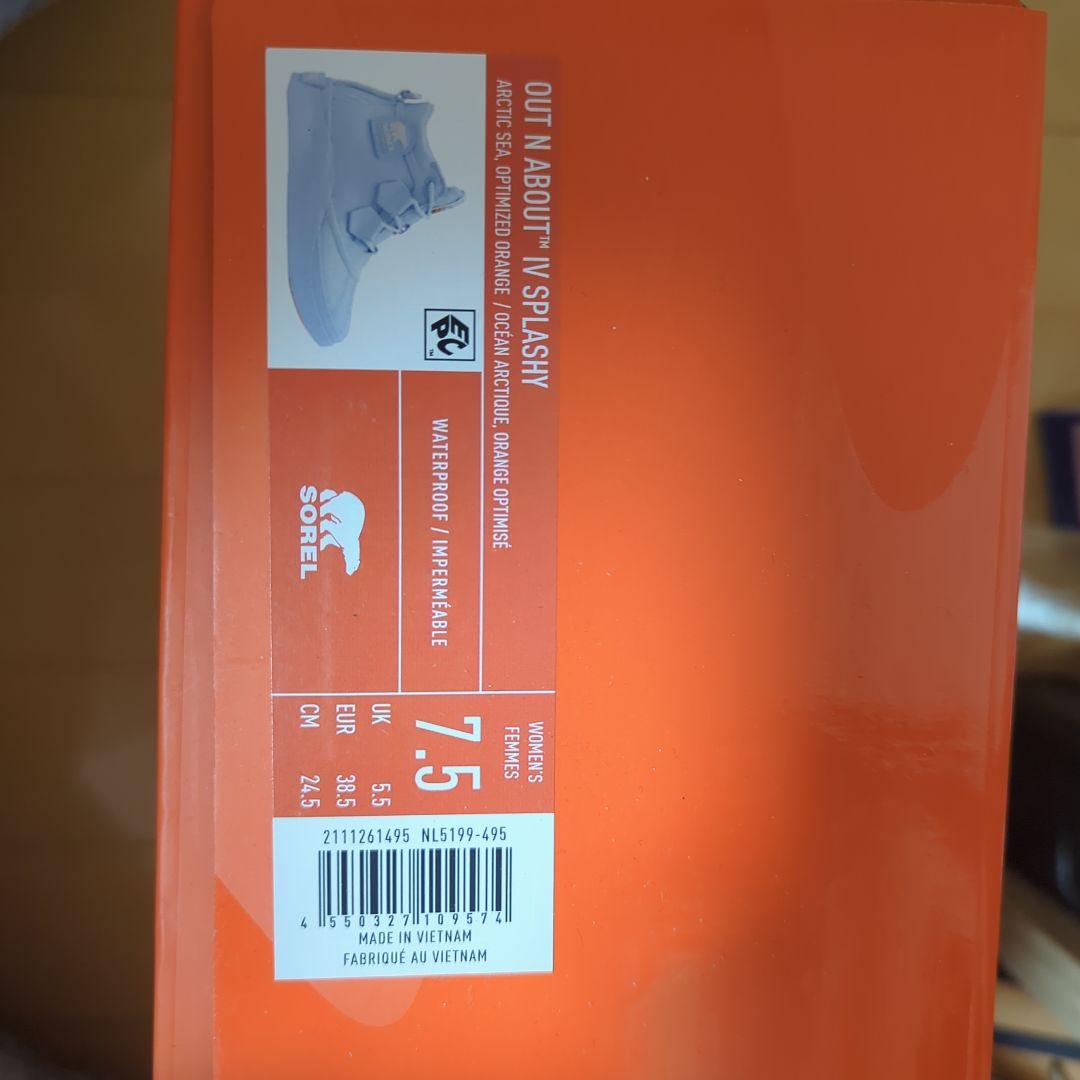 OUT N ABOUT™ IV SPLASHY
ARCTIC SEA, OPTIMIZED ORANGE / OCÉAN ARCTIQUE, ORANGE OPTIMISÉ
EPC™
SOREL
WATERPROOF / IMPERMÉABLE
SOREL
WOMEN'S
FEMMES
7.5
UK 5.5
EUR 38.5
CM 24.5
2111261495 NL5199-495
4 550327 109574
MADE IN VIETNAM
FABRIQUÉ AU VIETNAM